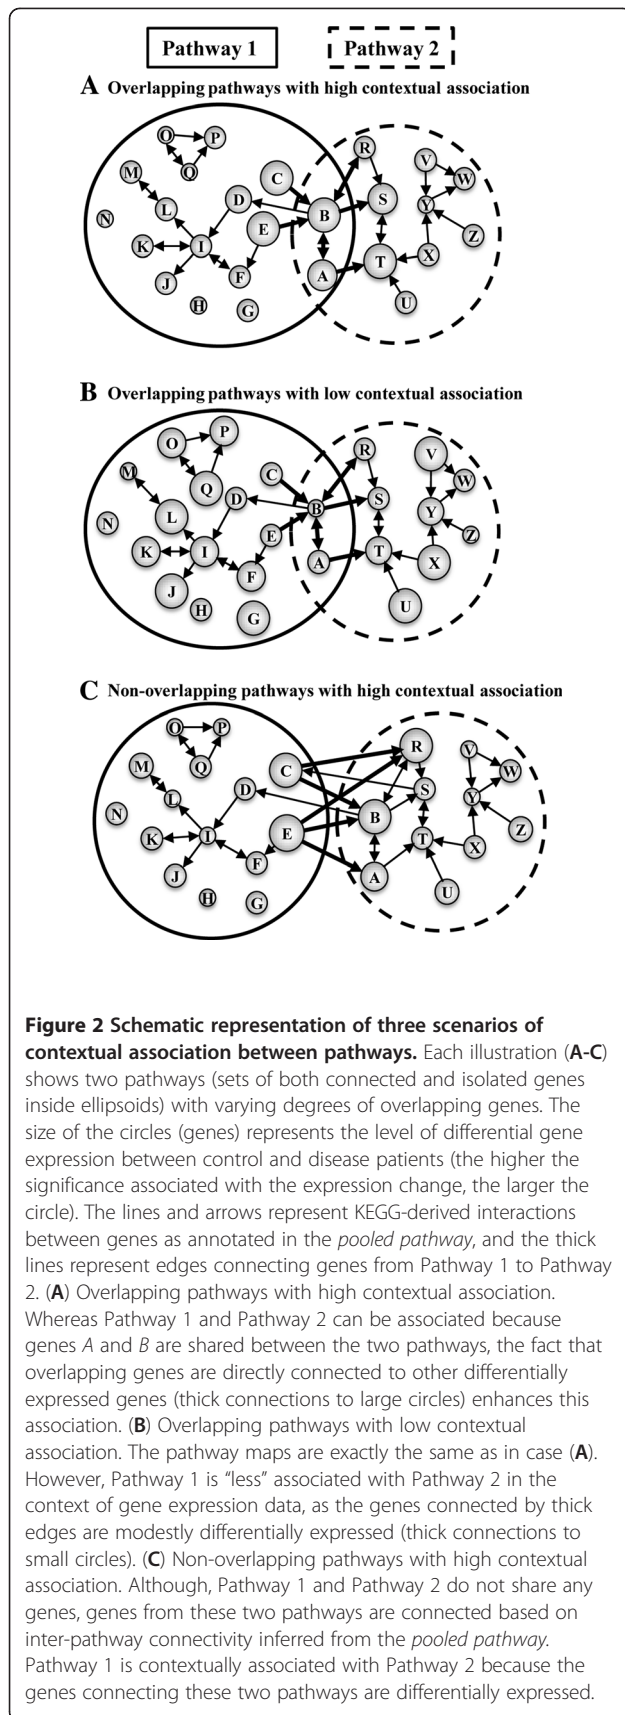 Pathway 1 Pathway 2
A Overlapping pathways with high contextual association
O P
Q
M
N
L
D
C
K
I
E
J
F
H
G
B
A
R
S
T
V
W
Y
X
Z
U
B Overlapping pathways with low contextual association
O P
Q
M
N
L
D
C
K
I
E
J
F
H
G
B
A
R
S
T
V
W
Y
X
Z
U
C Non-overlapping pathways with high contextual association
O P
Q
M
N
L
D
C
K
I
E
J
F
H
G
B
A
R
S
T
V
W
Y
X
Z
U
Figure 2 Schematic representation of three scenarios of
contextual association between pathways. Each illustration (A-C)
shows two pathways (sets of both connected and isolated genes
inside ellipsoids) with varying degrees of overlapping genes. The
size of the circles (genes) represents the level of differential gene
expression between control and disease patients (the higher the
significance associated with the expression change, the larger the
circle). The lines and arrows represent KEGG-derived interactions
between genes as annotated in the pooled pathway, and the thick
lines represent edges connecting genes from Pathway 1 to Pathway
2. (A) Overlapping pathways with high contextual association.
Whereas Pathway 1 and Pathway 2 can be associated because
genes A and B are shared between the two pathways, the fact that
overlapping genes are directly connected to other differentially
expressed genes (thick connections to large circles) enhances this
association. (B) Overlapping pathways with low contextual
association. The pathway maps are exactly the same as in case (A).
However, Pathway 1 is “less” associated with Pathway 2 in the
context of gene expression data, as the genes connected by thick
edges are modestly differentially expressed (thick connections to
small circles). (C) Non-overlapping pathways with high contextual
association. Although, Pathway 1 and Pathway 2 do not share any
genes, genes from these two pathways are connected based on
inter-pathway connectivity inferred from the pooled pathway.
Pathway 1 is contextually associated with Pathway 2 because the
genes connecting these two pathways are differentially expressed.